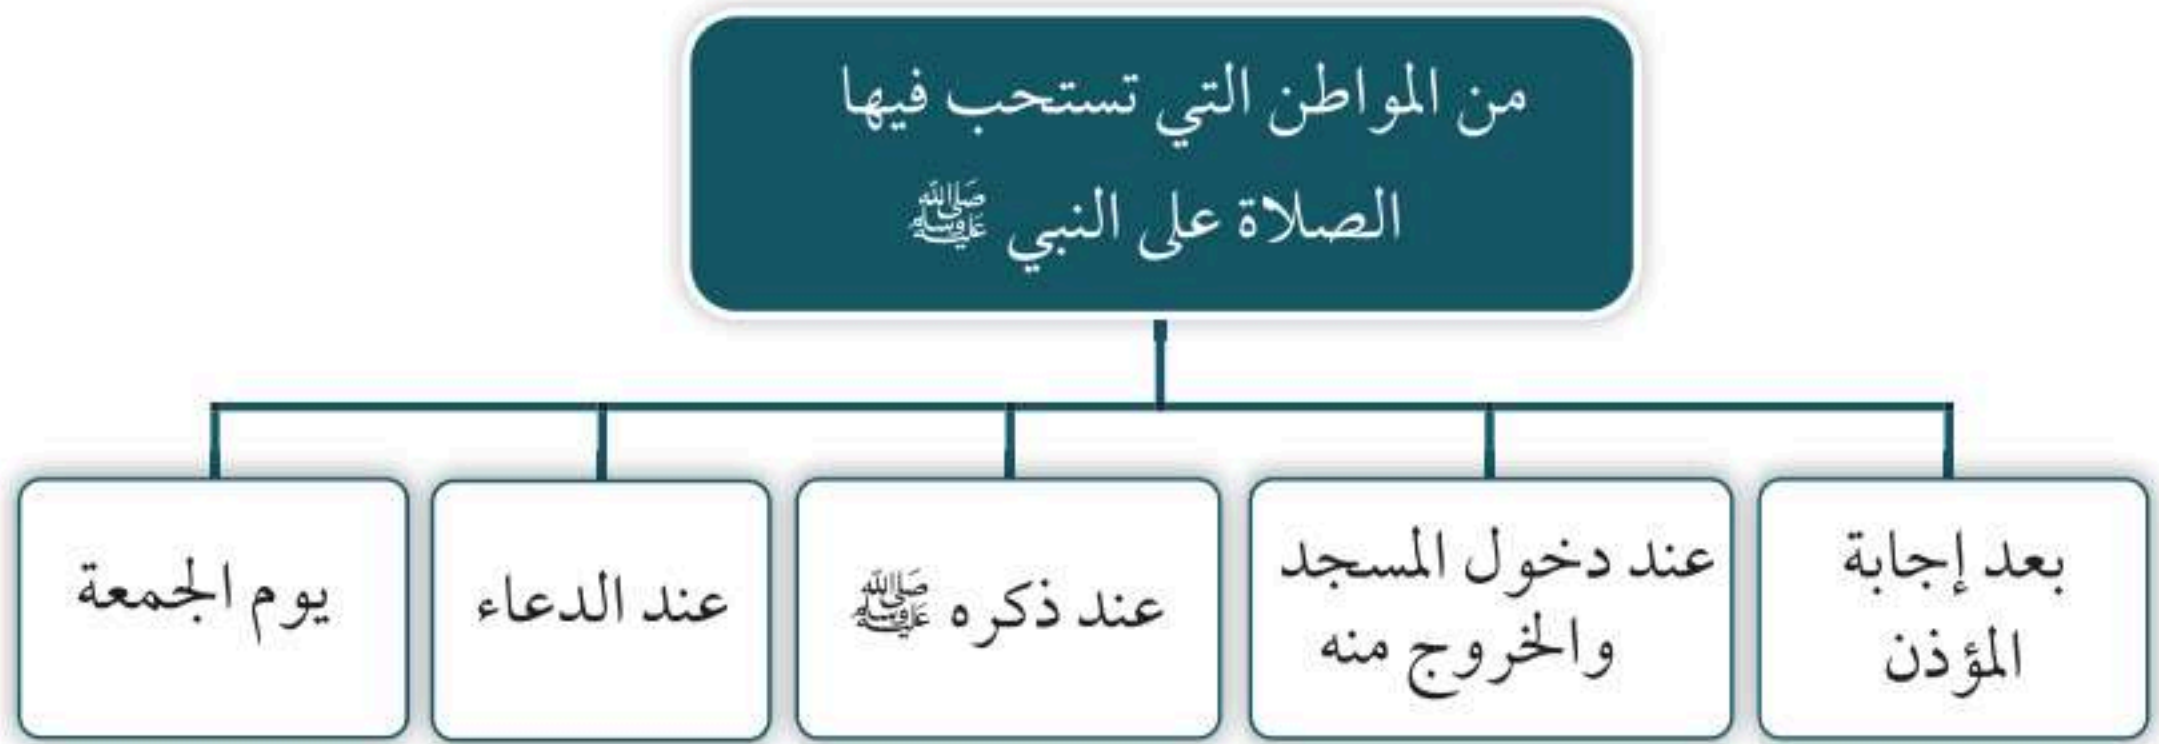 من المواطن التي تستحب فيها
الصلاة على النبي ﷺ
بعد إجابة
المؤذن
عند دخول المسجد
والخروج منه
عند ذكره ﷺ
عند الدعاء
يوم الجمعة